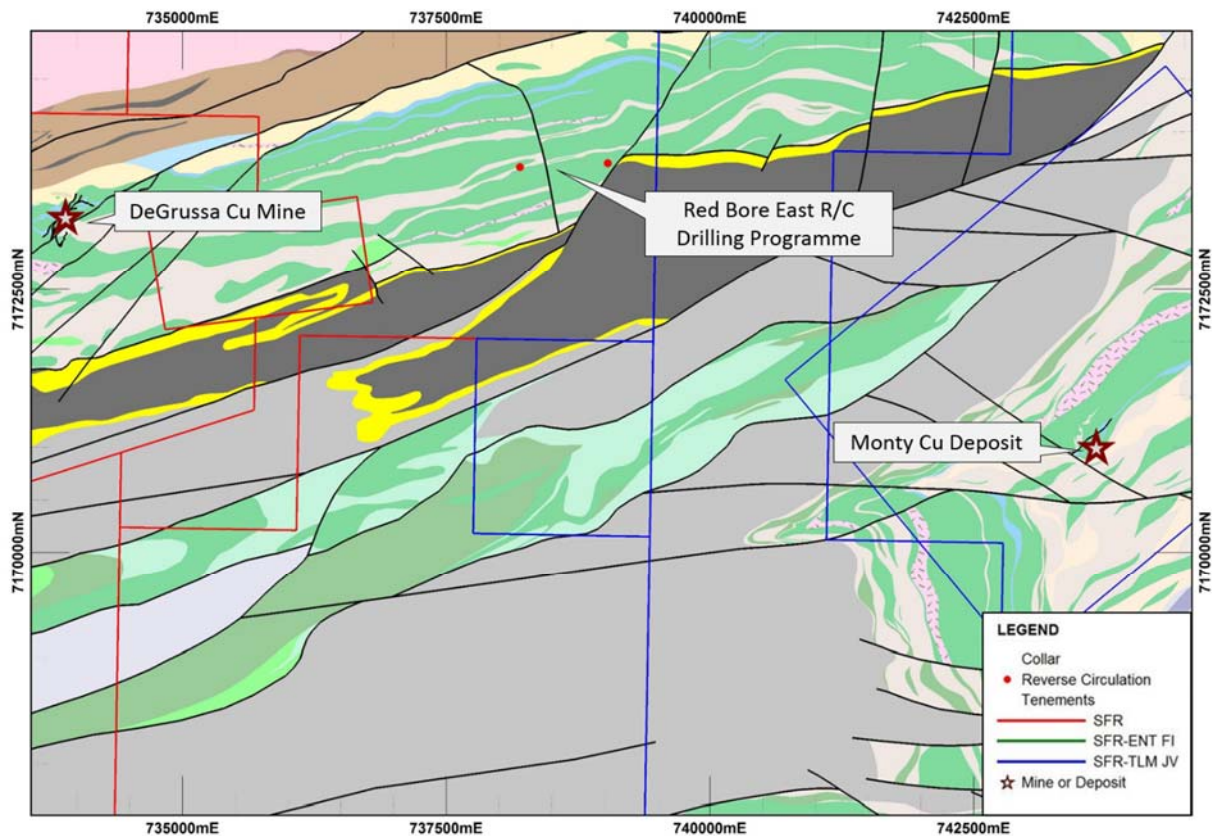 735000mE 737500mE 740000mE 742500mE
DeGrussa Cu Mine
Red Bore East R/C
Drilling Programme
7172500mN 7172500mN
Monty Cu Deposit
7170000mN 7170000mN
LEGEND
Collar
Reverse Circulation
Tenements
SFR
SFR-ENT FI
SFR-TLM JV
Mine or Deposit
735000mE 737500mE 740000mE 742500mE